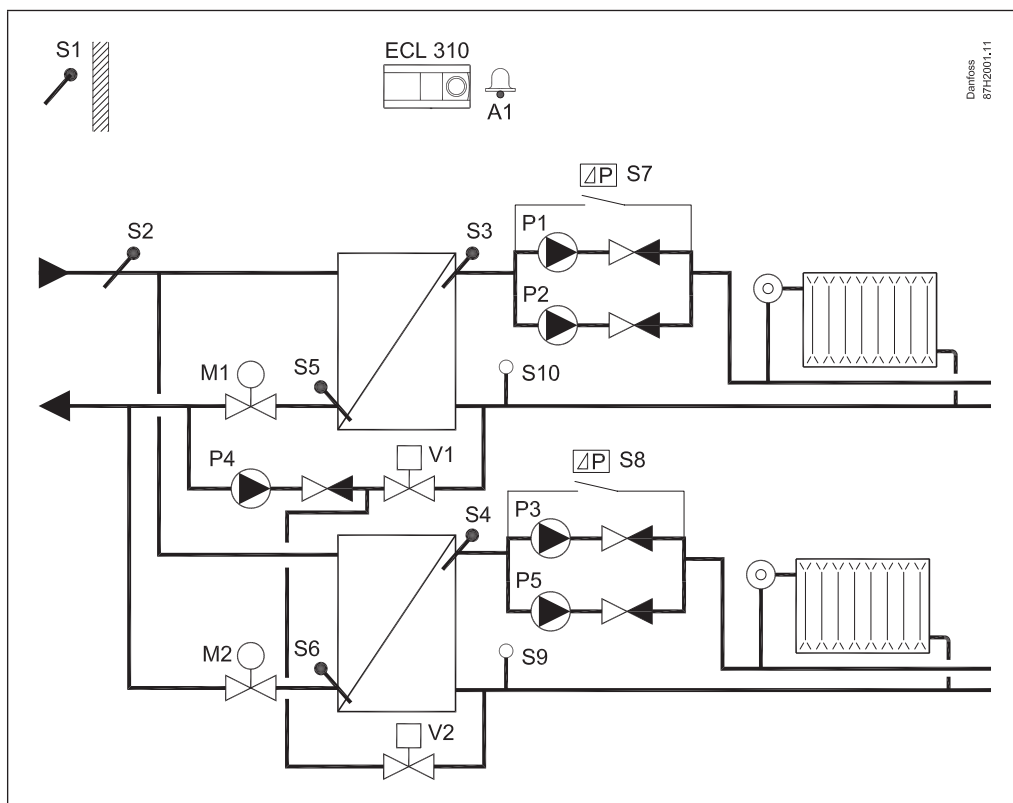 S1
ECL 310
A1
Danfoss
87H2001.11
⊿P S7
S2
S3
P1
P2
M1
S5
S10
P4
V1
⊿P S8
S4
P3
P5
M2
S6
S9
V2